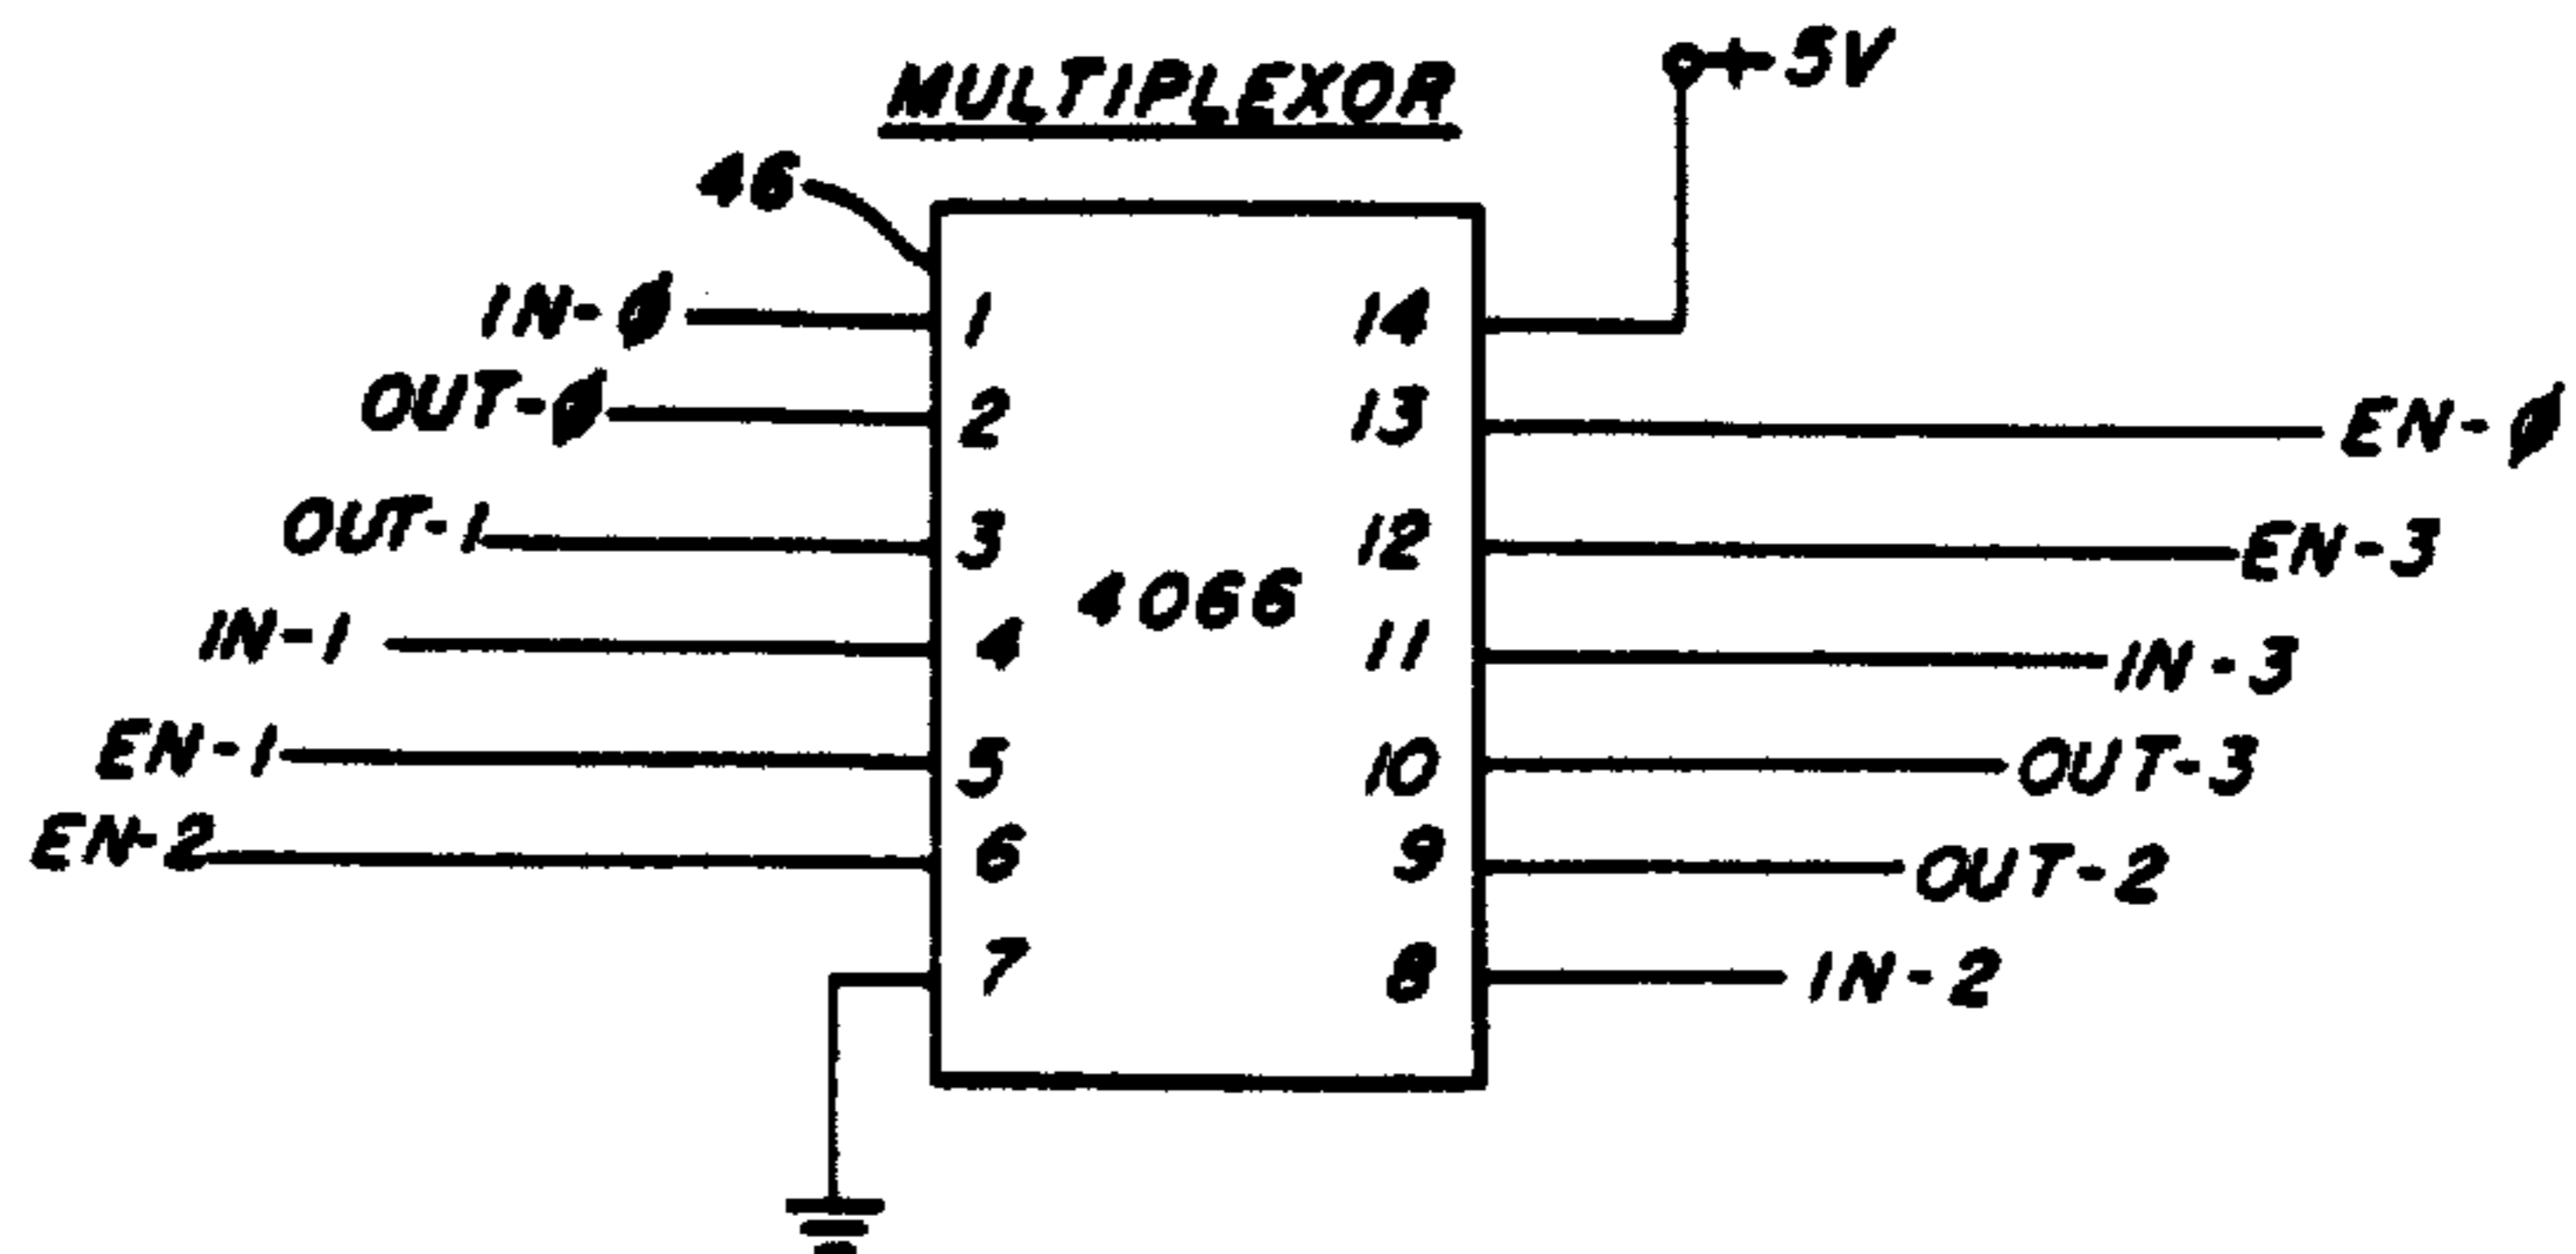 MULTIPLEXOR
+5V
46
IN-Ø
1
14
OUT-Ø
2
13
EN-Ø
OUT-1
3
12
EN-3
4066
IN-1
4
11
IN-3
EN-1
5
10
OUT-3
EN-2
6
9
OUT-2
7
8
IN-2